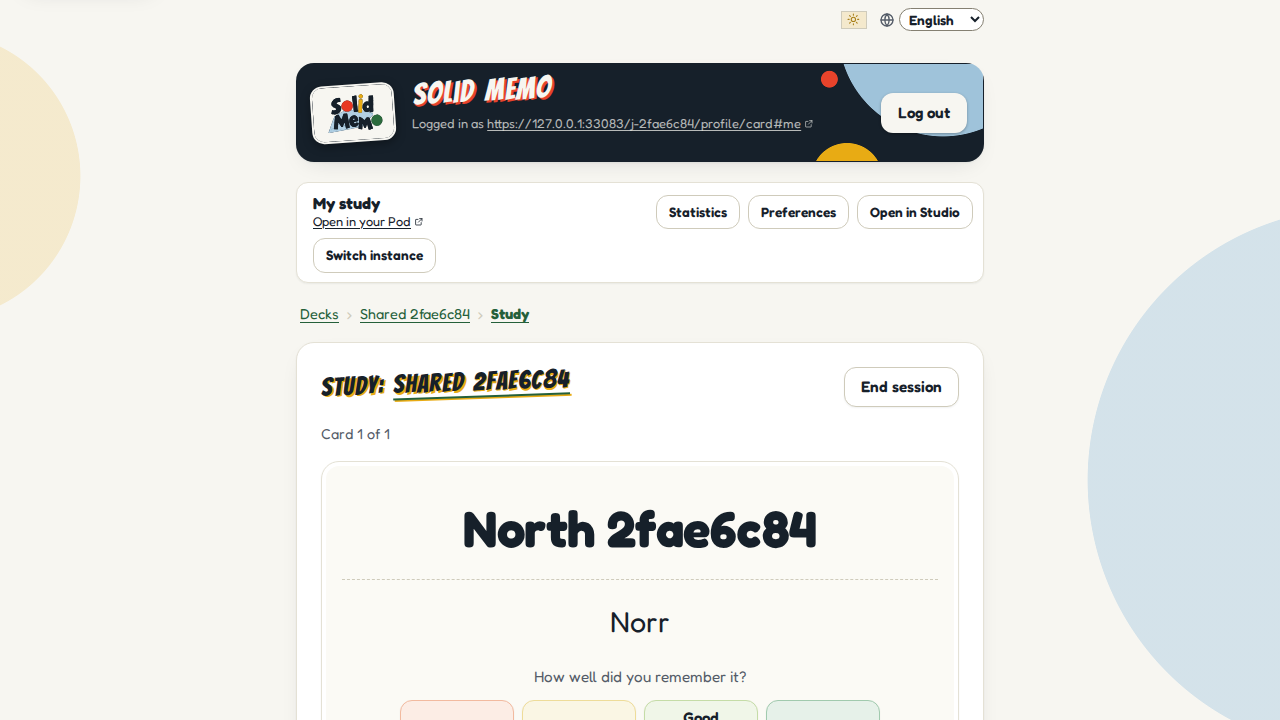 English
Solid Memo
SOLID MEMO
Logged in as https://127.0.0.1:33083/j-2fae6c84/profile/card#me
Log out
My study
Open in your Pod
Statistics
Preferences
Open in Studio
Switch instance
Decks › Shared 2fae6c84 › Study
STUDY: SHARED 2FAE6C84
End session
Card 1 of 1
North 2fae6c84
Norr
How well did you remember it?
Good